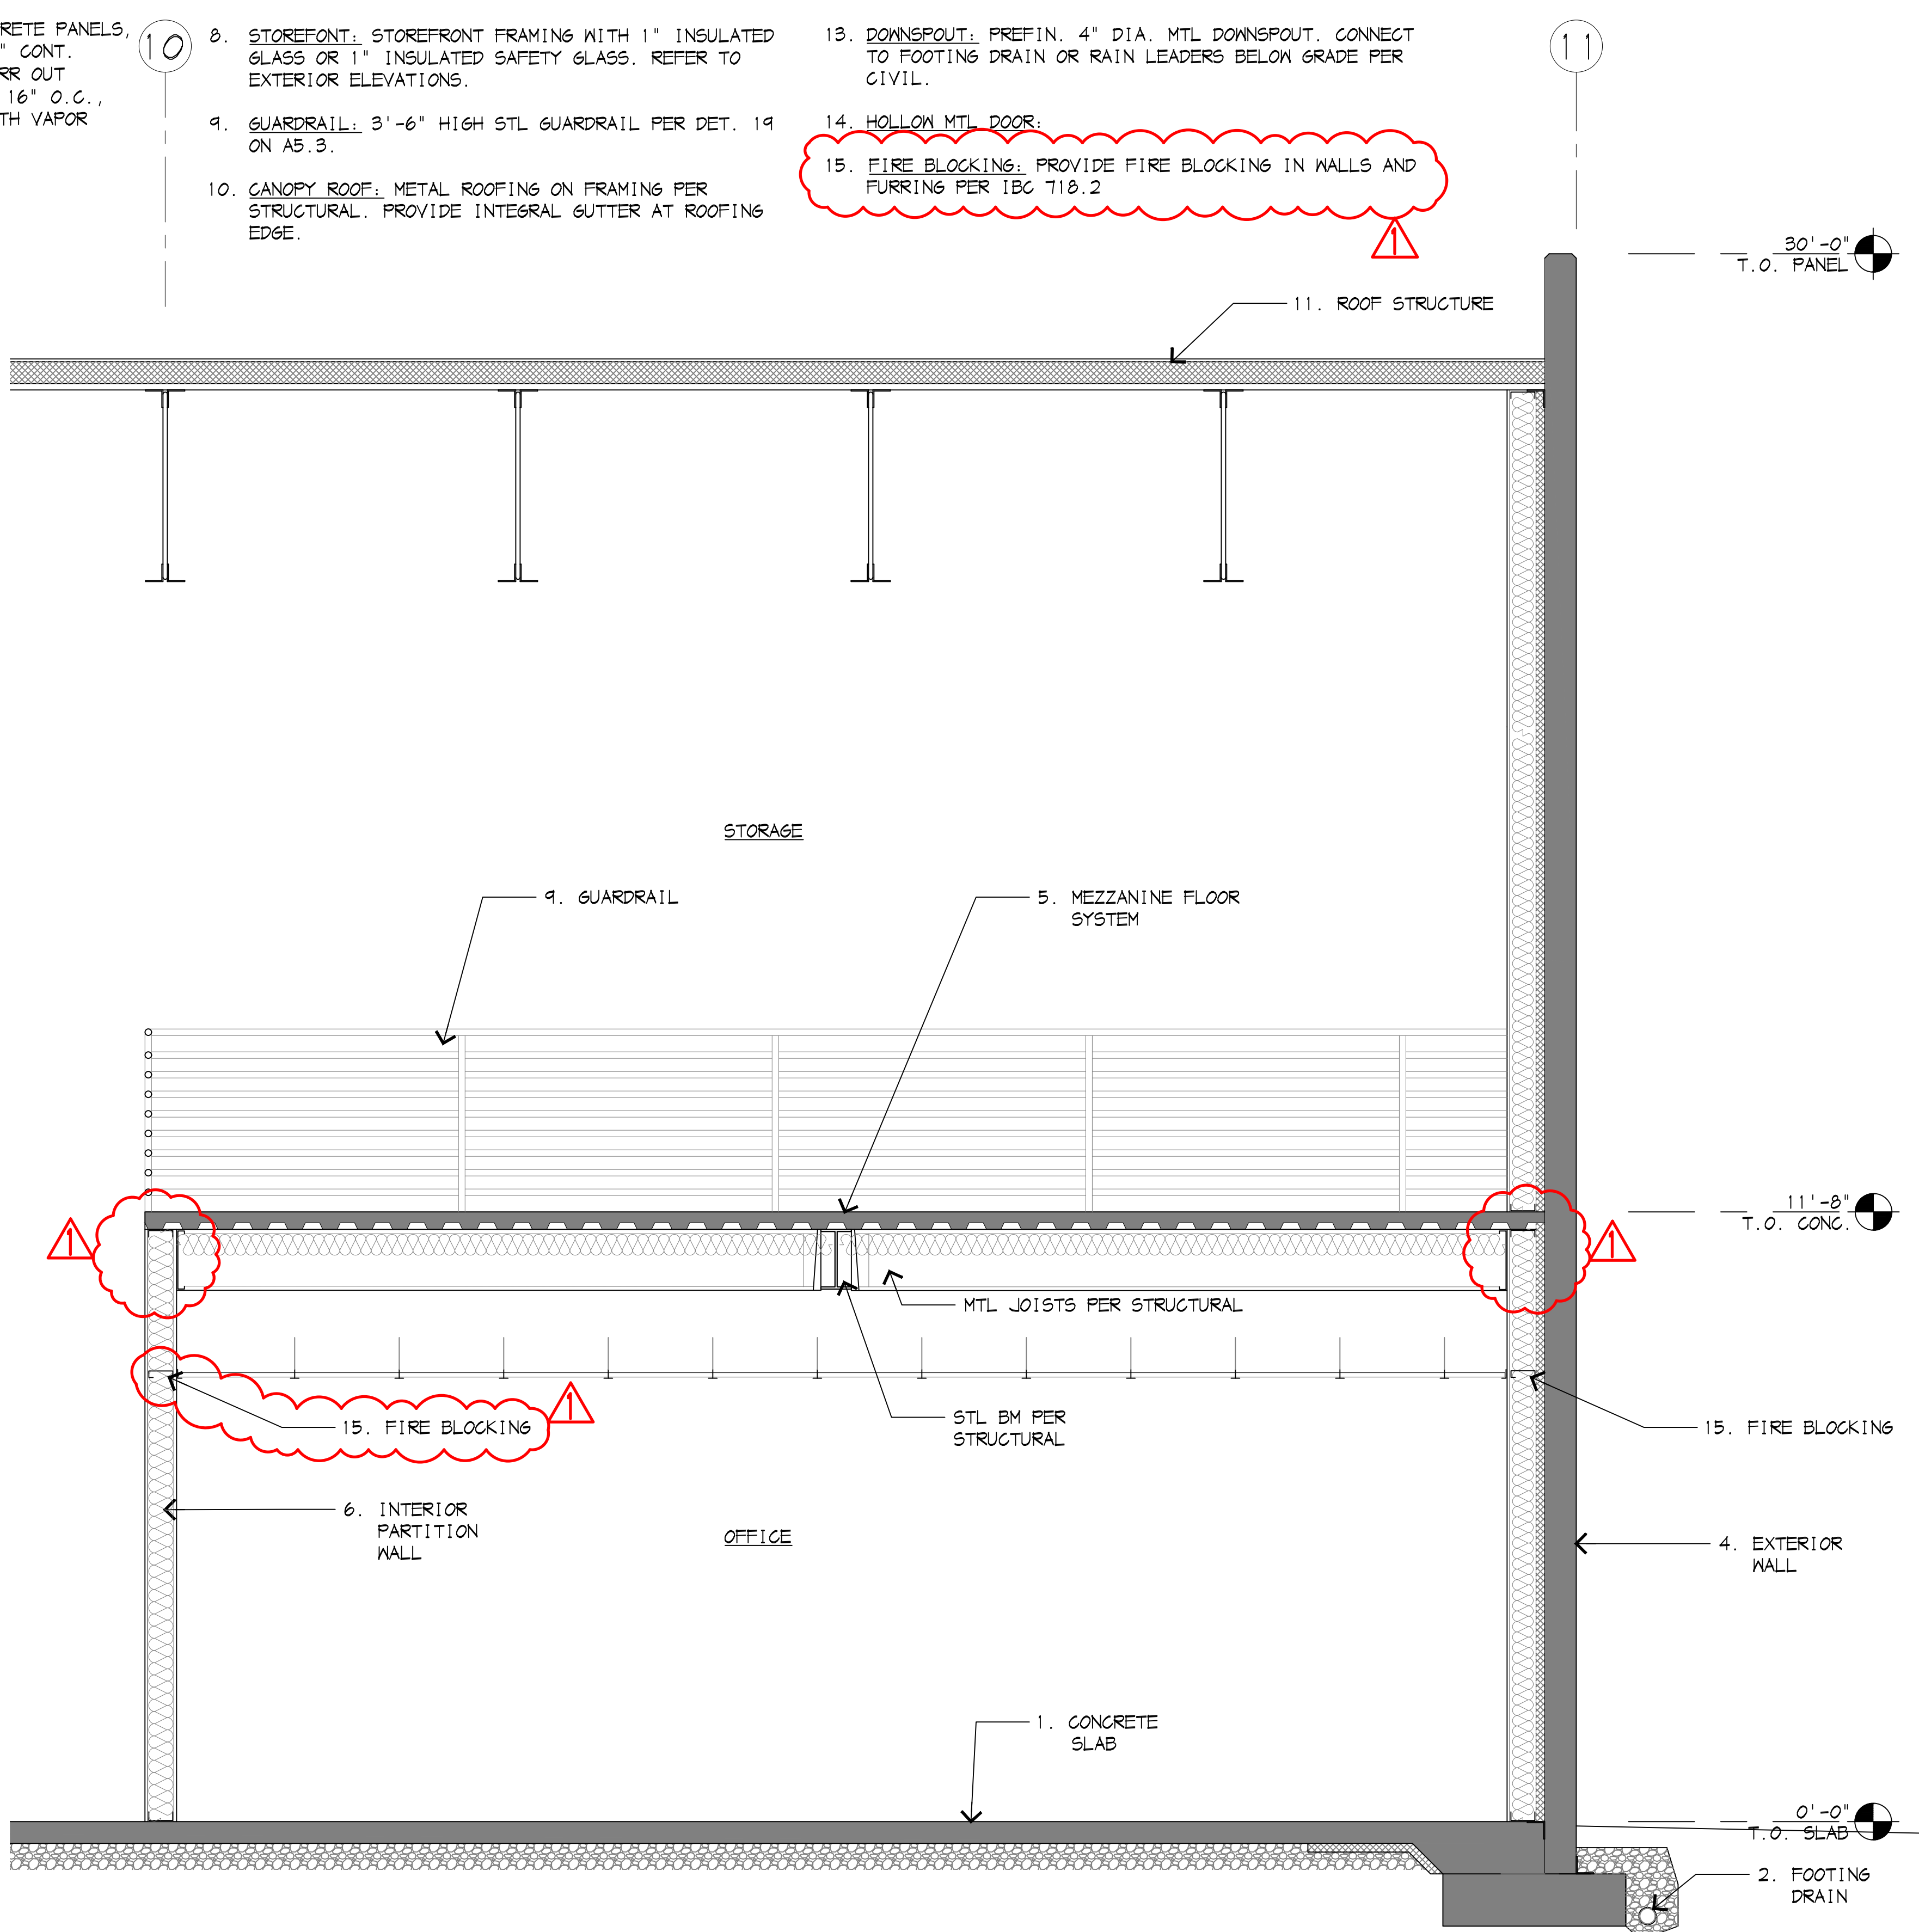 RETE PANELS,
" CONT.
RR OUT
16" O.C.,
TH VAPOR
10
8. STOREFONT: STOREFRONT FRAMING WITH 1" INSULATED
GLASS OR 1" INSULATED SAFETY GLASS. REFER TO
EXTERIOR ELEVATIONS.
9. GUARDRAIL: 3'-6" HIGH STL GUARDRAIL PER DET. 19
ON A5.3.
10. CANOPY ROOF: METAL ROOFING ON FRAMING PER
STRUCTURAL. PROVIDE INTEGRAL GUTTER AT ROOFING
EDGE.
13. DOWNSPOUT: PREFIN. 4" DIA. MTL DOWNSPOUT. CONNECT
TO FOOTING DRAIN OR RAIN LEADERS BELOW GRADE PER
CIVIL.
14. HOLLOW MTL DOOR:
15. FIRE BLOCKING: PROVIDE FIRE BLOCKING IN WALLS AND
FURRING PER IBC 718.2
1
11
30'-0"
T.O. PANEL
11. ROOF STRUCTURE
STORAGE
9. GUARDRAIL
5. MEZZANINE FLOOR
SYSTEM
11'-8"
T.O. CONC.
1
1
MTL JOISTS PER STRUCTURAL
1
15. FIRE BLOCKING
STL BM PER
STRUCTURAL
15. FIRE BLOCKING
6. INTERIOR
PARTITION
WALL
OFFICE
4. EXTERIOR
WALL
1. CONCRETE
SLAB
0'-0"
T.O. SLAB
2. FOOTING
DRAIN